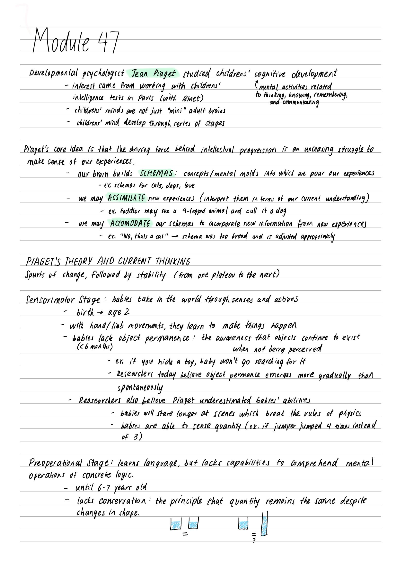 Module 47
Developmental psychologist Jean Piaget studied childrens' cognitive development
- interest came from working with childrens'
intelligence tests in Paris (with Simet)
- childrens' minds are not just "mini" adult brains
- childrens' mind develop through series of stages
↑ mental activities related
to thinking, knowing, remembering,
and communicating
Piaget's core idea is that the driving force behind intellectual progression is an unceasing struggle to
make sense of our experiences.
- our brain builds SCHEMAS: concepts/mental molds into which we pour our experiences
- ex. schemas for cats, dogs, love
- we may ASSIMILATE new experiences (interpret them in terms of our current understanding)
- ex. toddler may see a 4-legged animal and call it a dog
- we may ACCOMODATE our schemas to incorporate new information from new experiences
- ex. "No, that's a cat" → schema was too broad and is adjusted appropriately
PIAGET'S THEORY AND CURRENT THINKING
Spurts of change, followed by stability (from one plateau to the next)
Sensorimotor Stage: babies take in the world through senses and actions
- birth → age 2
- with hand/limb movements, they learn to make things happen
- babies lack object permanence: the awareness that objects continue to exist
(<6 months)
when not being perceived
- ex. if you hide a toy, baby won't go searching for it
- Researchers today believe object permance emerges more gradually than
spontaneously
- Researchers also believe Piaget underestimated babies' abilities
- babies will stare longer at scenes which break the rules of physics
- babies are able to sense quantity (ex. if jumper jumped 4 times instead
of 3)
Preoperational Stage: learns language, but lacks capabilities to comprehend mental
operations of concrete logic.
- until 6-7 years old
- lacks conservation: the principle that quantity remains the same despite
changes in shape.
=
=
?